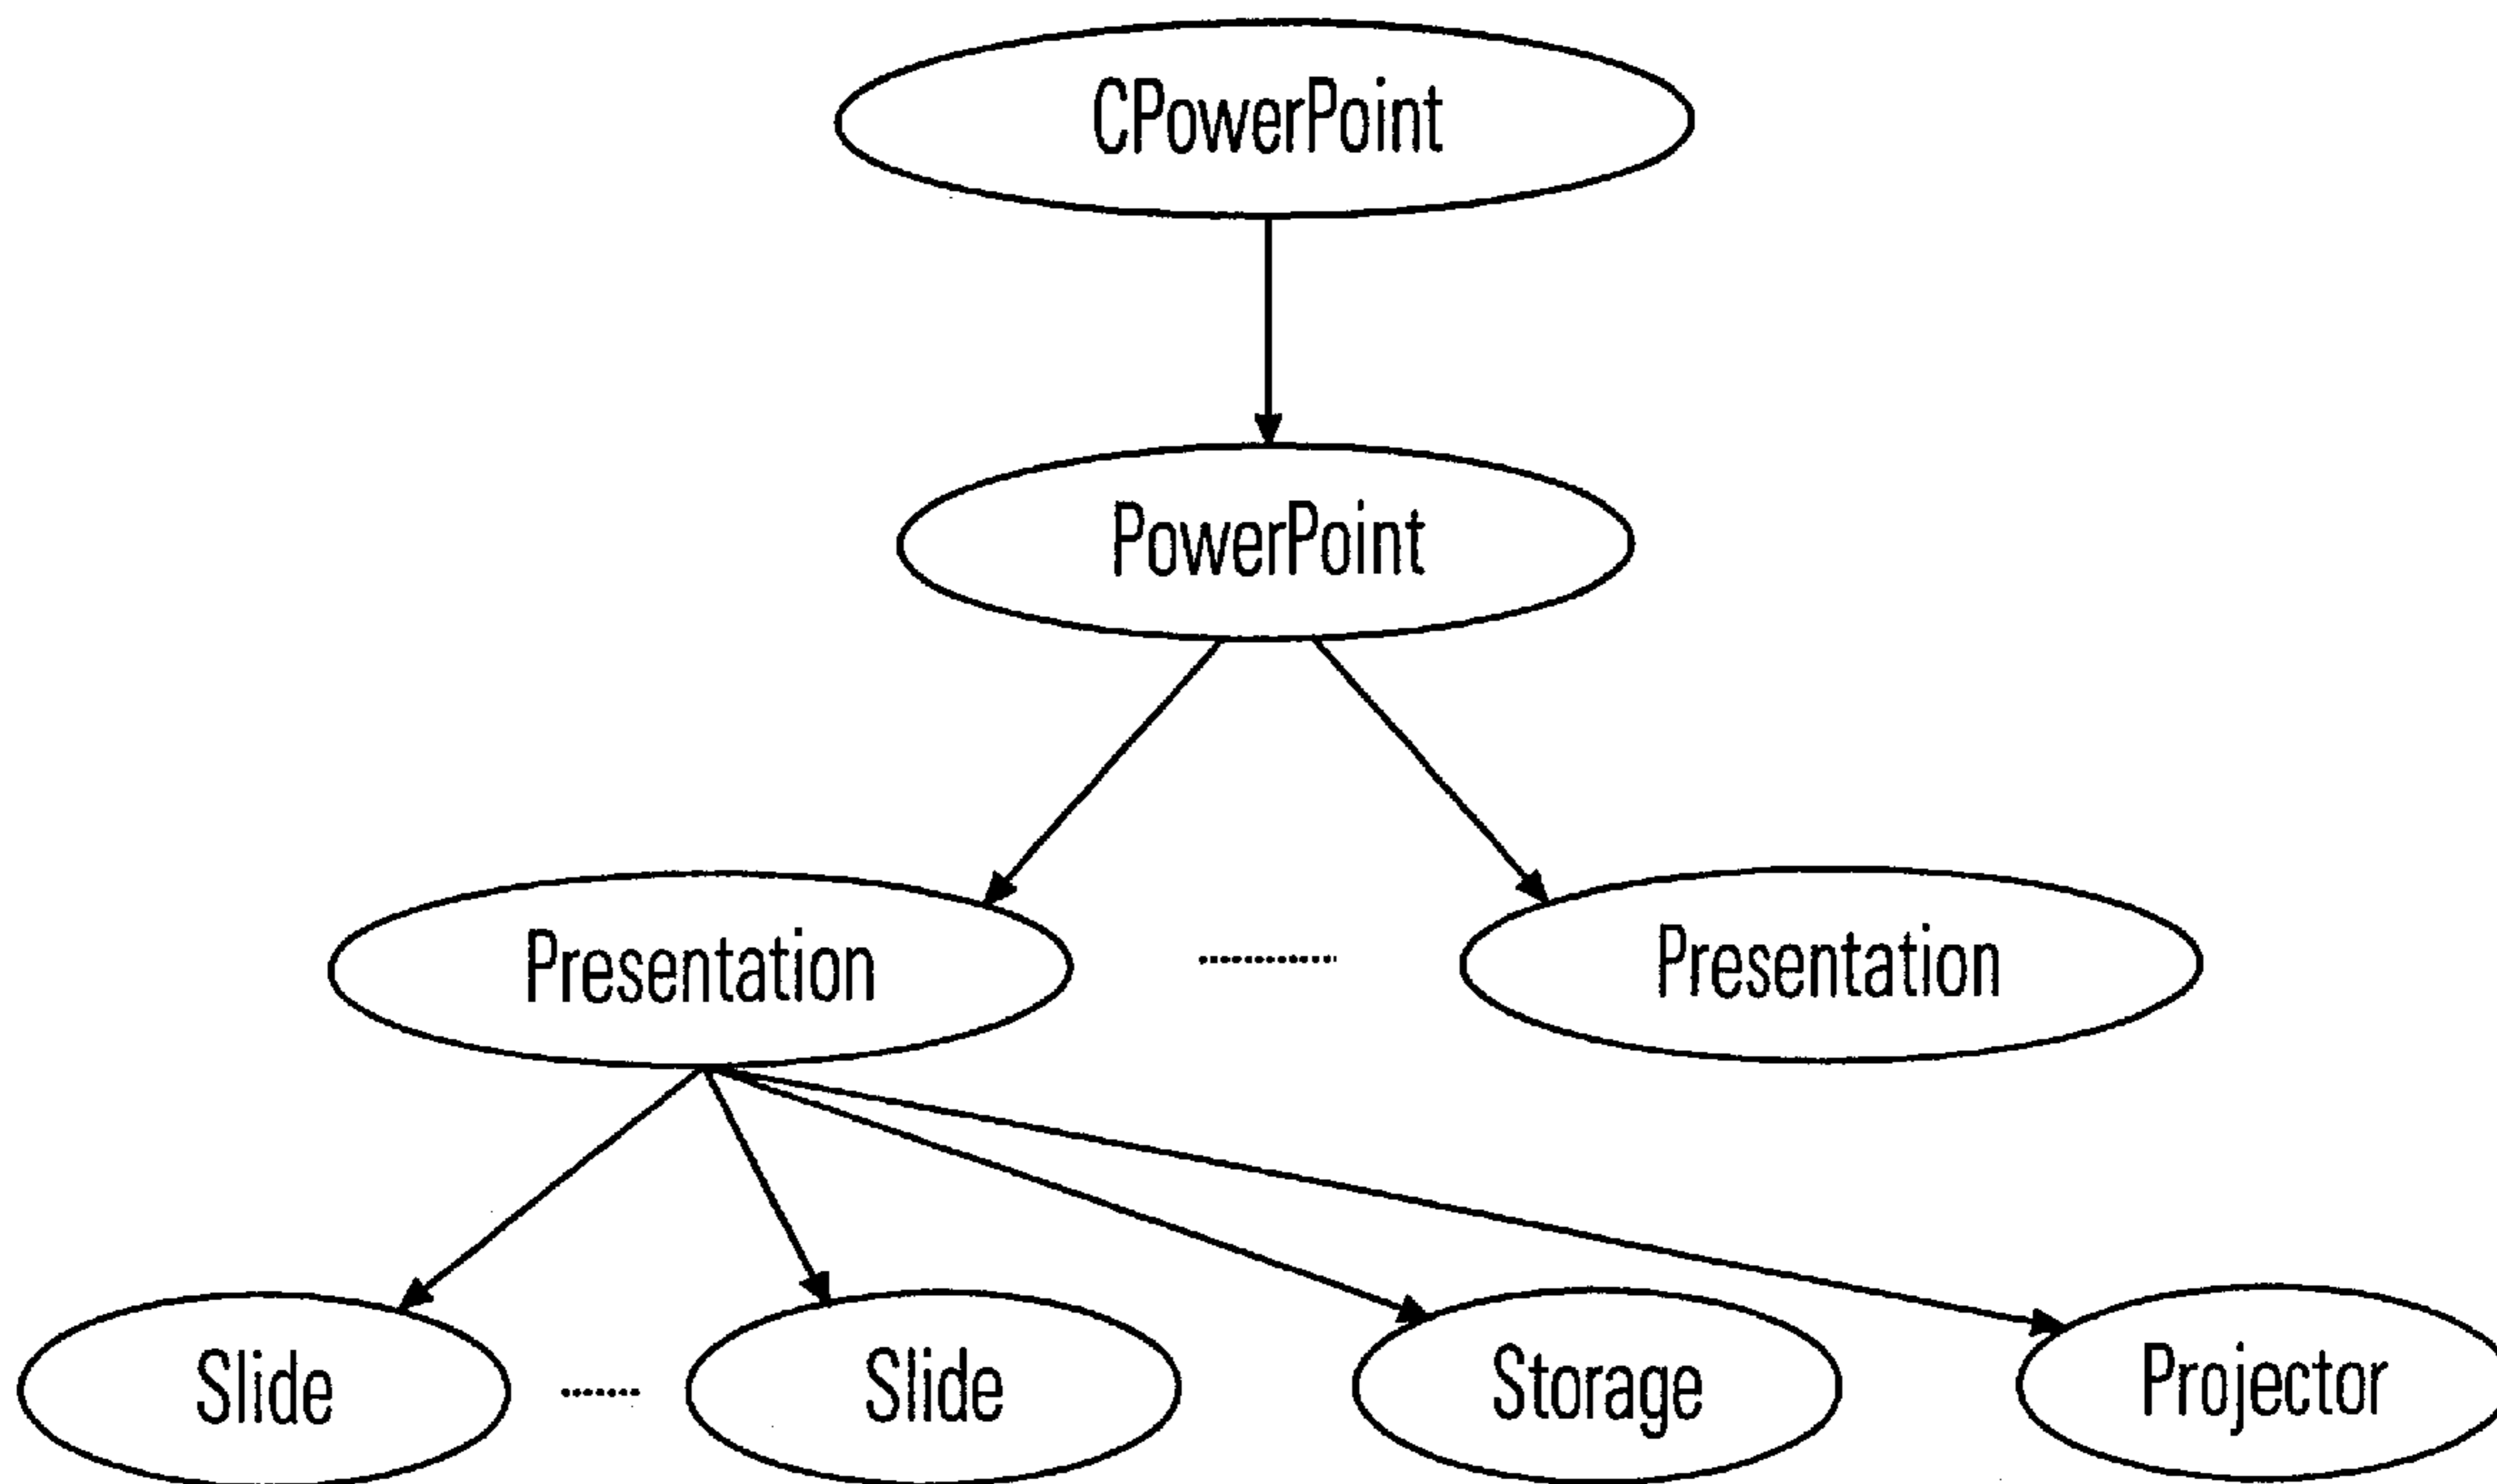 CPowerPoint
PowerPoint
Presentation
Presentation
Slide
Slide
Storage
Projector